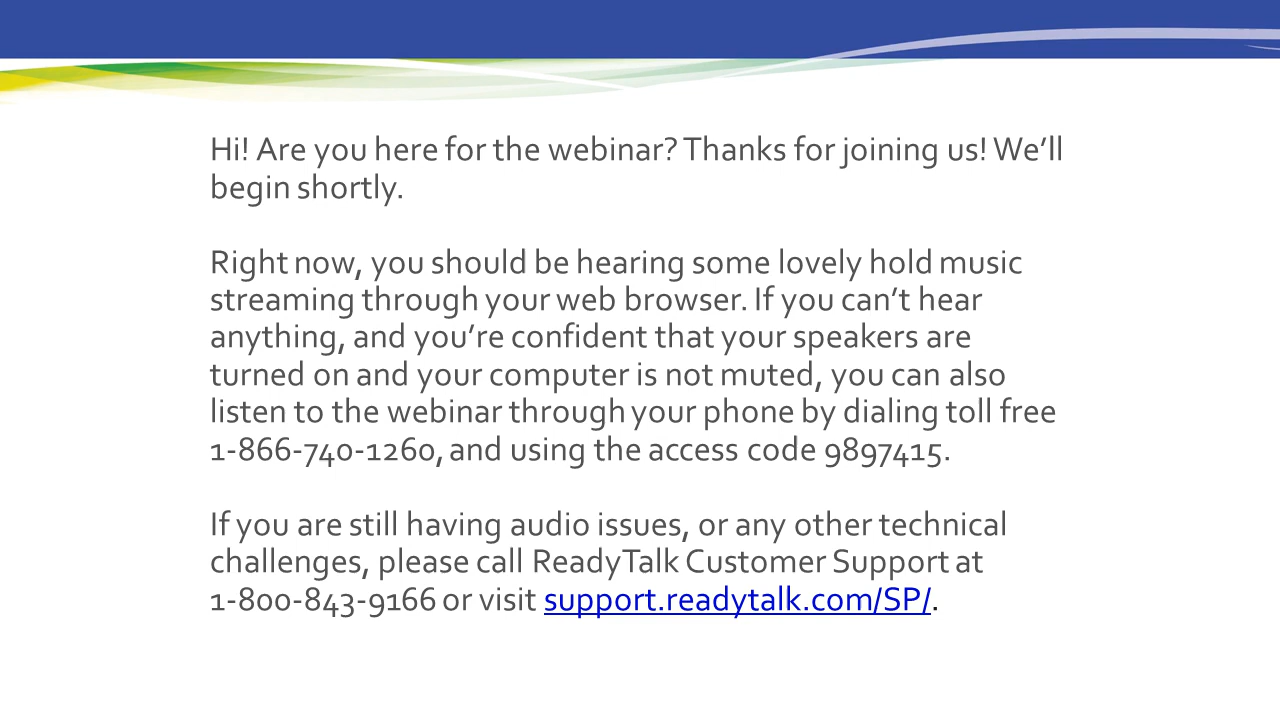 Hi! Are you here for the webinar? Thanks for joining us! We’ll
begin shortly.
Right now, you should be hearing some lovely hold music
streaming through your web browser. If you can’t hear
anything, and you’re confident that your speakers are
turned on and your computer is not muted, you can also
listen to the webinar through your phone by dialing toll free
1-866-740-1260, and using the access code 9897415.
If you are still having audio issues, or any other technical
challenges, please call ReadyTalk Customer Support at
1-800-843-9166 or visit support.readytalk.com/SP/.